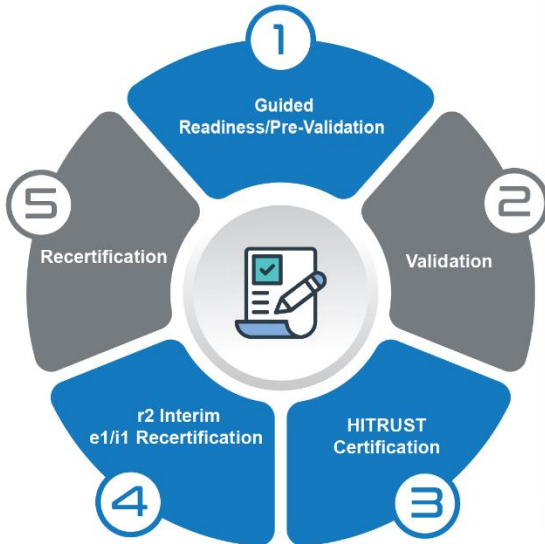 1
Guided
Readiness/Pre-Validation
2
Validation
3
HITRUST
Certification
4
r2 Interim
e1/i1 Recertification
5
Recertification